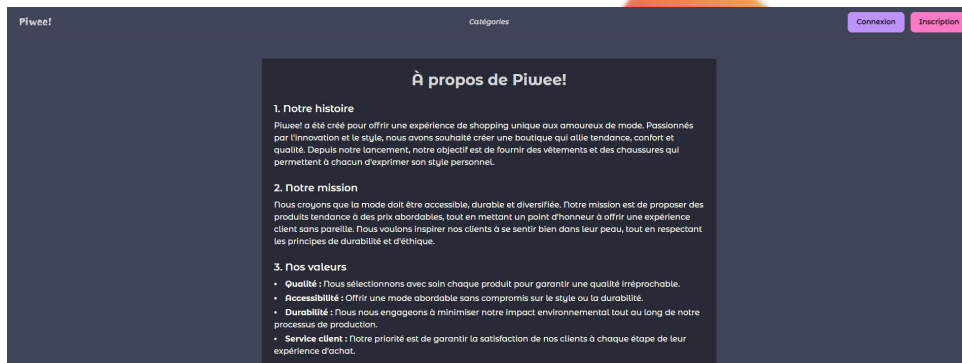 Piwee!
Catégories
Connexion
Inscription
À propos de Piwee!
1. Notre histoire
Piwee! a été créé pour offrir une expérience de shopping unique aux amoureux de mode. Passionnés
par l'innovation et le style, nous avons souhaité créer une boutique qui allie tendance, confort et
qualité. Depuis notre lancement, notre objectif est de fournir des vêtements et des chaussures qui
permettent à chacun d'exprimer son style personnel.
2. Notre mission
Nous croyons que la mode doit être accessible, durable et diversifiée. Notre mission est de proposer des
produits tendance à des prix abordables, tout en mettant un point d'honneur à offrir une expérience
client sans pareille. Nous voulons inspirer nos clients à se sentir bien dans leur peau, tout en respectant
les principes de durabilité et d'éthique.
3. Nos valeurs
• Qualité : Nous sélectionnons avec soin chaque produit pour garantir une qualité irréprochable.
• Accessibilité : Offrir une mode abordable sans compromis sur le style ou la durabilité.
• Durabilité : Nous nous engageons à minimiser notre impact environnemental tout au long de notre
processus de production.
• Service client : Notre priorité est de garantir la satisfaction de nos clients à chaque étape de leur
expérience d'achat.